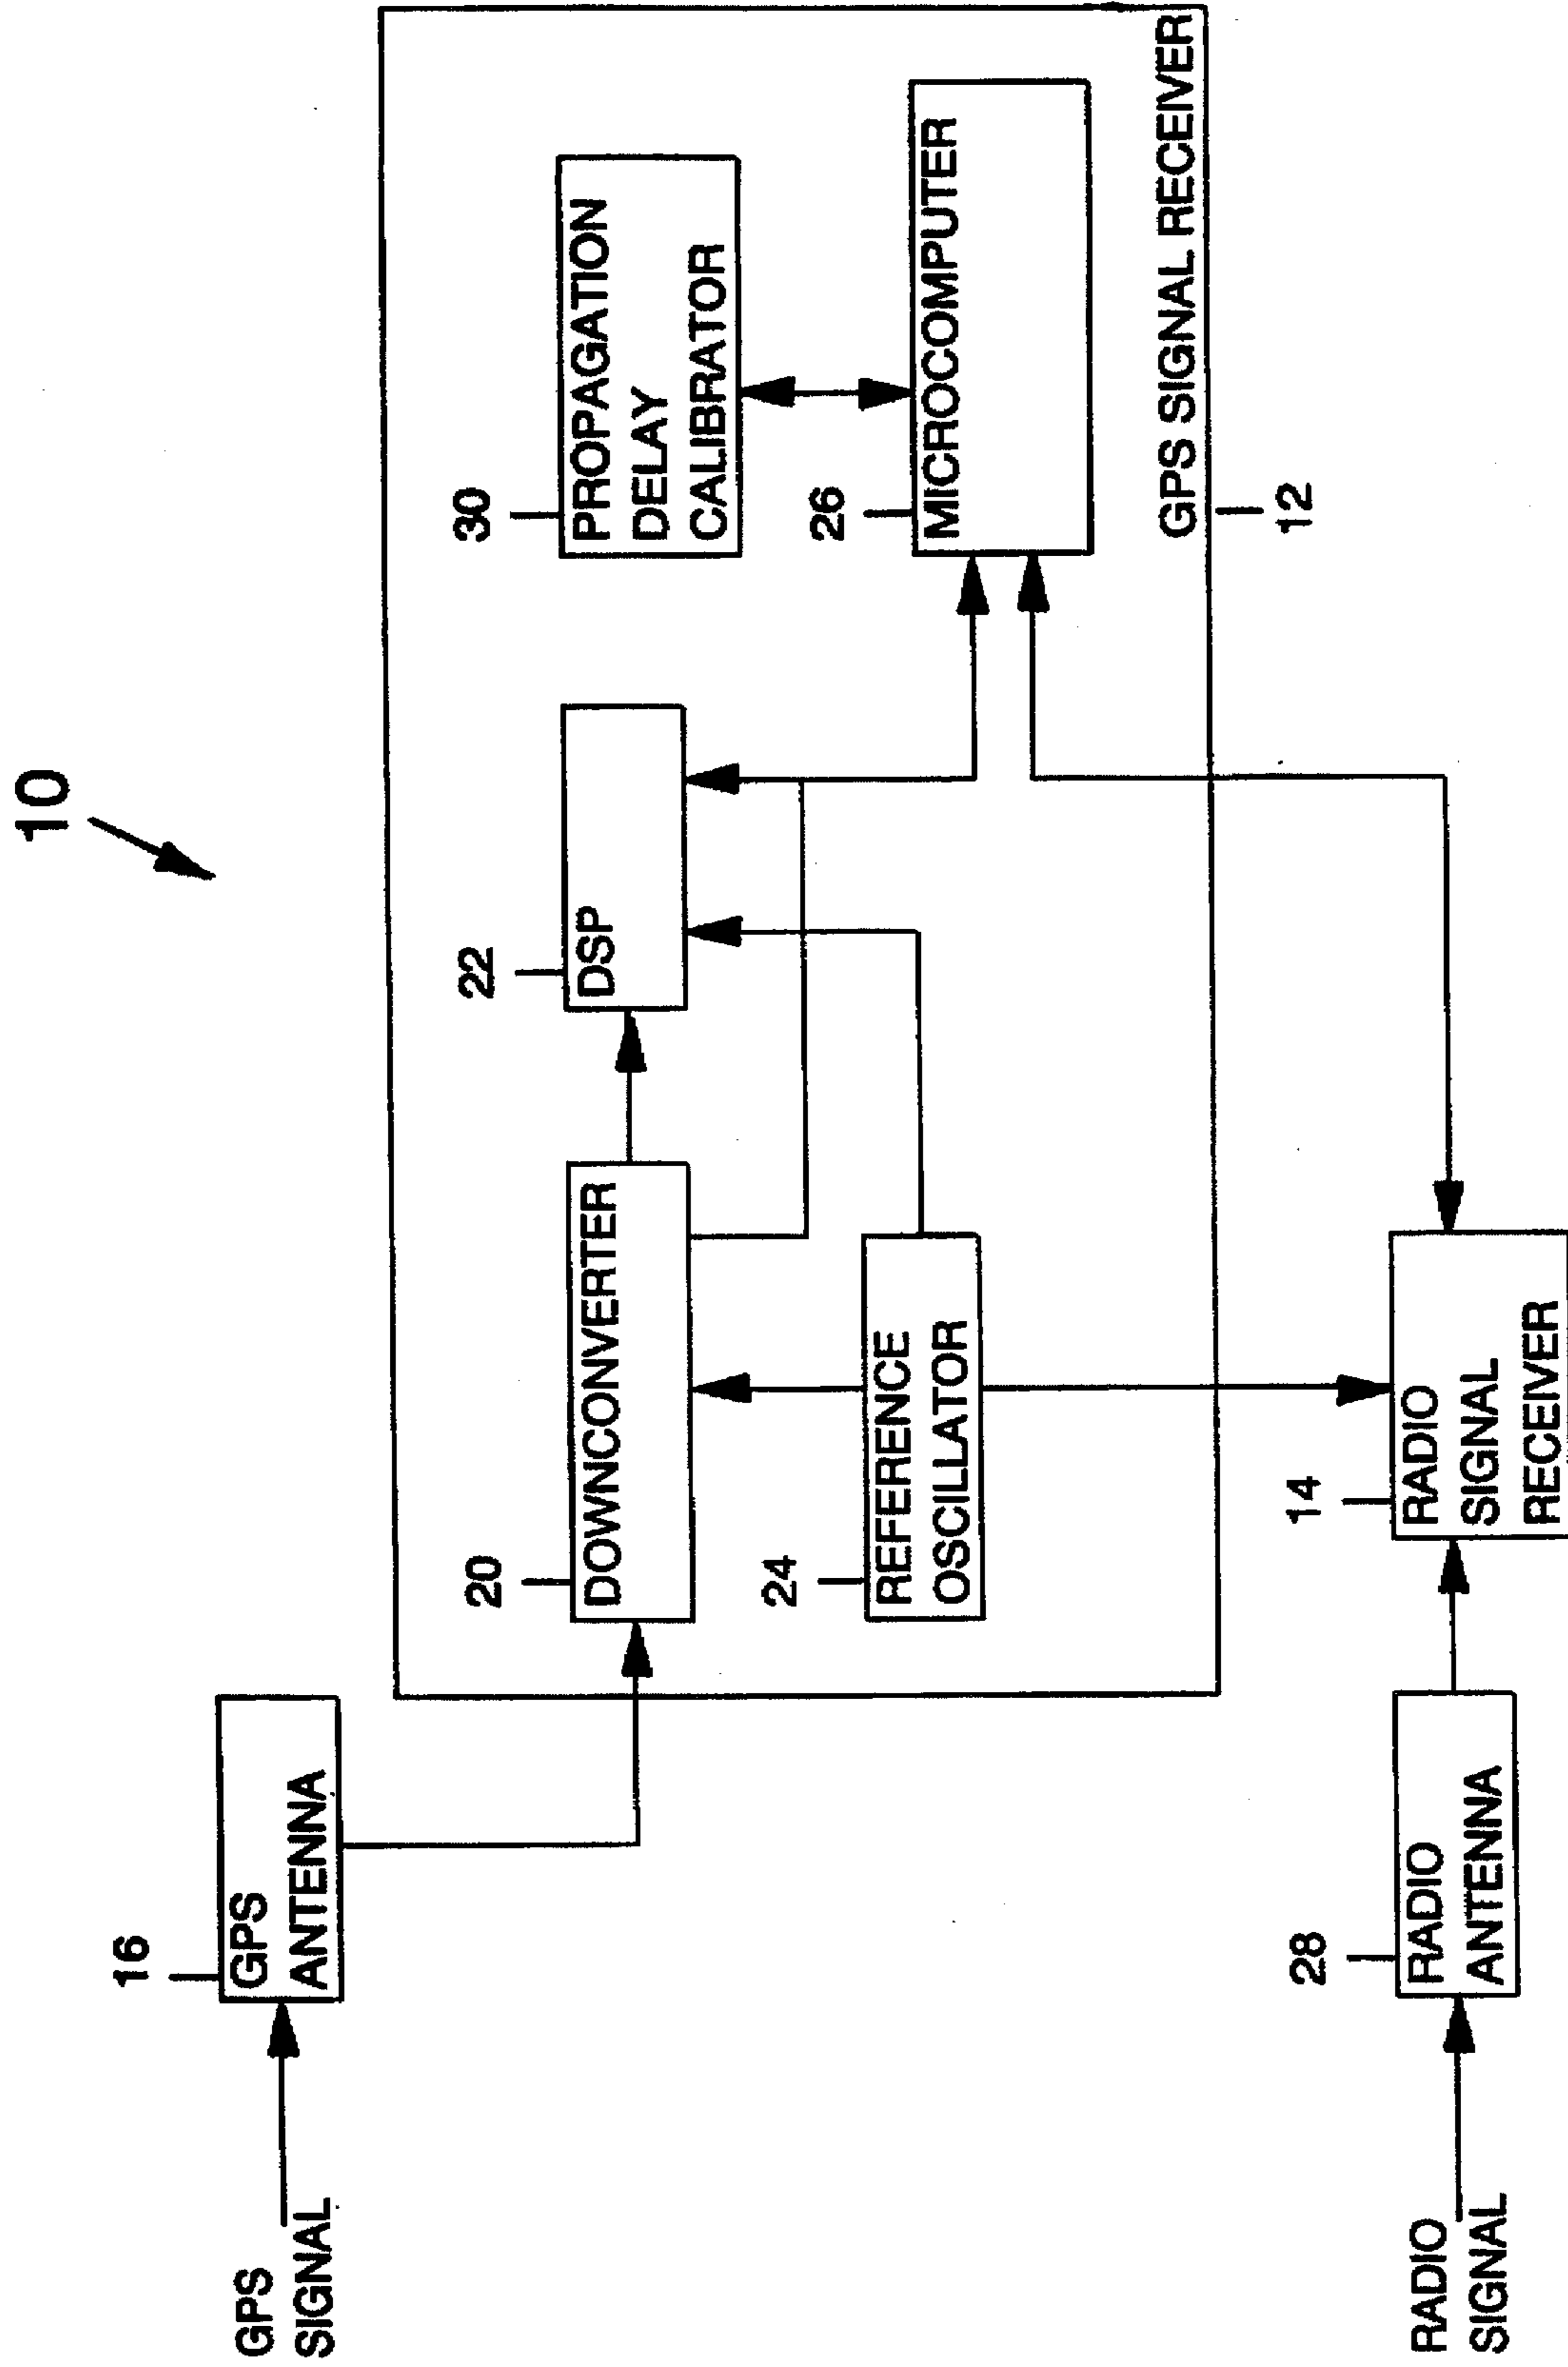 10
16
GPS
ANTENNA
GPS
SIGNAL
20
DOWNCONVERTER
22
DSP
30
PROPAGATION
DELAY
CALIBRATOR
24
REFERENCE
OSCILLATOR
26
MICROCOMPUTER
GPS SIGNAL RECEIVER
12
14
RADIO
SIGNAL
RECEIVER
28
RADIO
ANTENNA
RADIO
SIGNAL